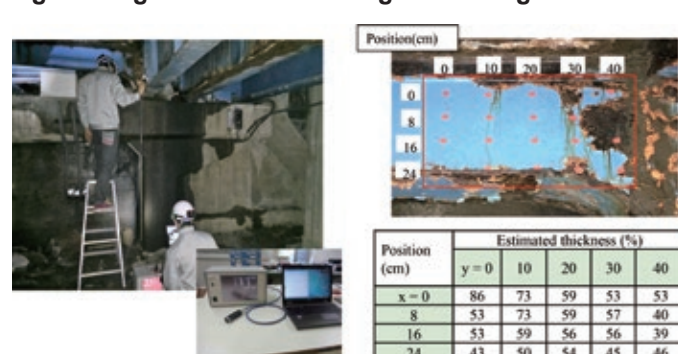 Position(cm)
0 10 20 30 40
0
8
16
24
Position (cm) Estimated thickness (%)
y = 0 10 20 30 40
x = 0 86 73 59 53 53
8 53 73 59 57 40
16 53 59 56 56 39
24 43 50 54 45 46